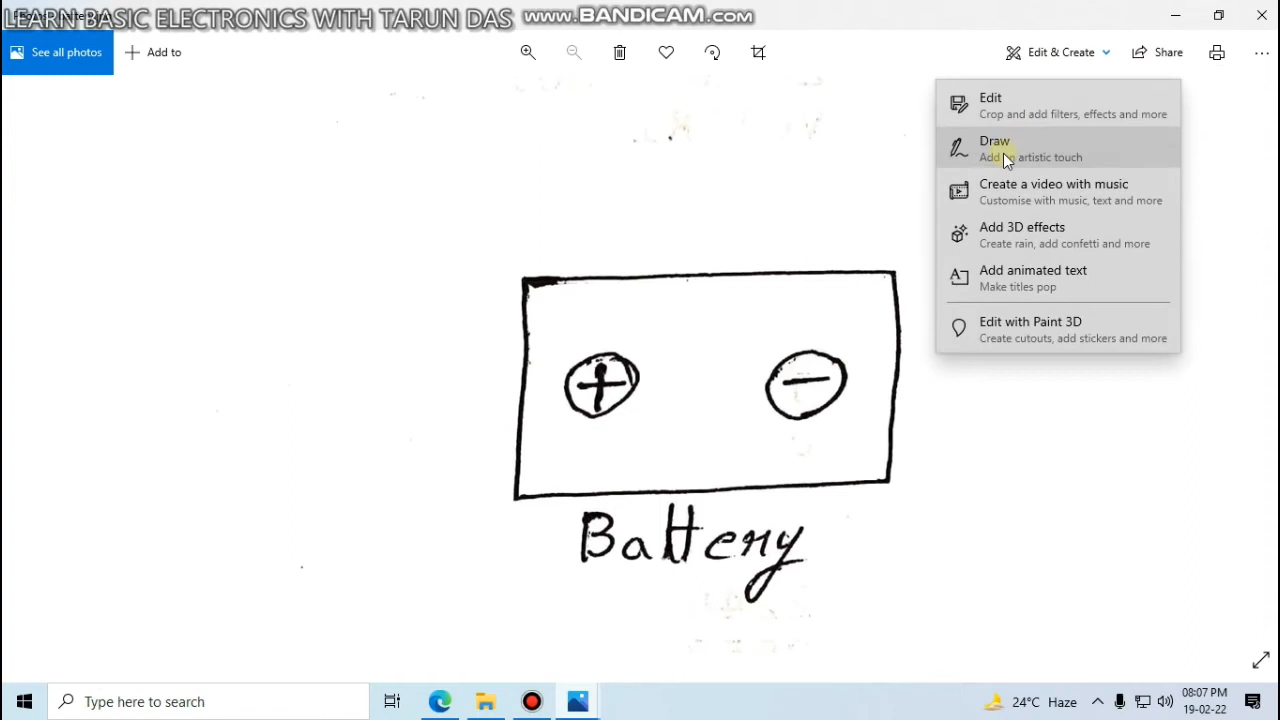 LEARN BASIC ELECTRONICS WITH TARUN DAS www.BANDICAM.com
See all photos
Add to
Edit & Create
Share
Edit
Crop and add filters, effects and more
Draw
Add an artistic touch
Create a video with music
Customise with music, text and more
Add 3D effects
Create rain, add confetti and more
Add animated text
Make titles pop
Edit with Paint 3D
Create cutouts, add stickers and more
+ −
Battery
Type here to search
24°C Haze
08:07 PM
19-02-22